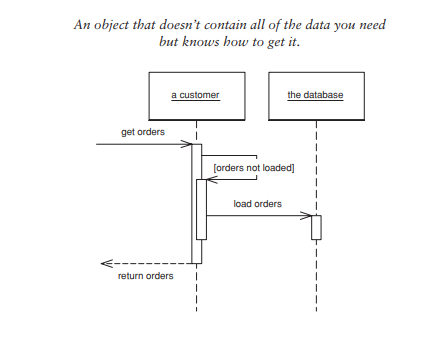 An object that doesn't contain all of the data you need
but knows how to get it.
a customer
the database
get orders
[orders not loaded]
load orders
return orders